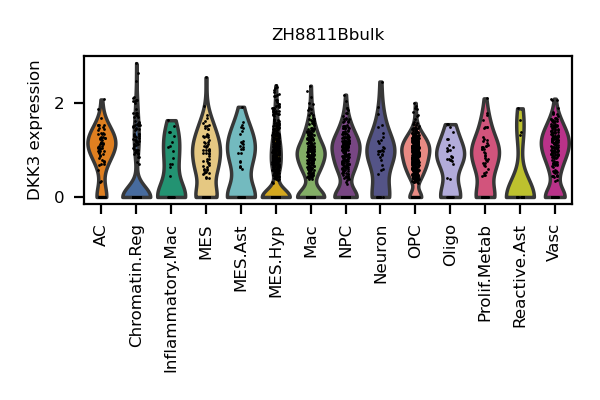 ZH8811Bbulk
DKK3 expression
2
0
AC
Chromatin.Reg
Inflammatory.Mac
MES
MES.Ast
MES.Hyp
Mac
NPC
Neuron
OPC
Oligo
Prolif.Metab
Reactive.Ast
Vasc